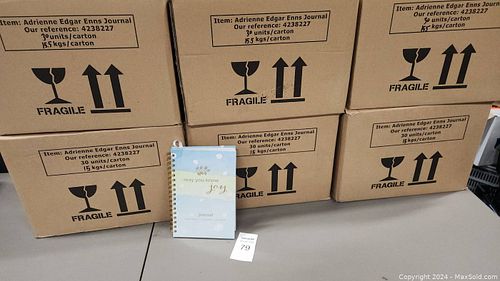 Item: Adrienne Edgar Enns Journal
Our reference: 4238227
30 units/carton
15 kgs/carton
FRAGILE
Item: Adrienne Edgar Enns Journal
Our reference: 4238227
30 units/carton
15 kgs/carton
FRAGILE
Item: Adrienne Edgar Enns Journal
Our reference: 4238227
30 units/carton
15 kgs/carton
FRAGILE
Item: Adrienne Edgar Enns Journal
Our reference: 4238227
30 units/carton
15 kgs/carton
FRAGILE
Item: Adrienne Edgar Enns Journal
Our reference: 4238227
30 units/carton
15 kgs/carton
FRAGILE
Item: Adrienne Edgar Enns Journal
Our reference: 4238227
30 units/carton
15 kgs/carton
FRAGILE
may you know
joy
journal
79
Copyright © 2024 - MaxSold.com